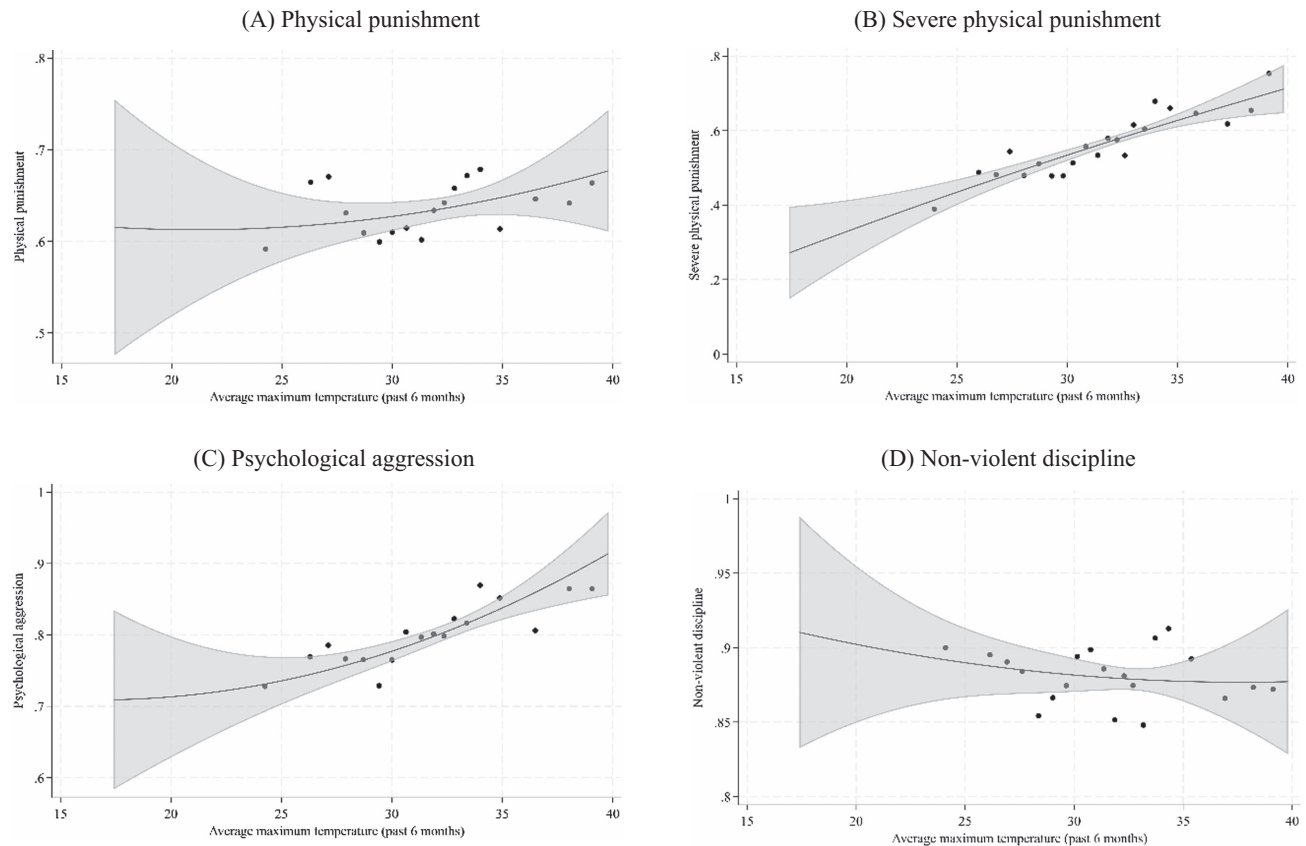 (A) Physical punishment
(B) Severe physical punishment
.8
.7
.6
.5
Physical punishment
15 20 25 30 35 40
Average maximum temperature (past 6 months)
.8
.6
.4
.2
0
Severe physical punishment
15 20 25 30 35 40
Average maximum temperature (past 6 months)
(C) Psychological aggression
(D) Non-violent discipline
1
.9
.8
.7
.6
Psychological aggression
15 20 25 30 35 40
Average maximum temperature (past 6 months)
1
.95
.9
.85
.8
Non-violent discipline
15 20 25 30 35 40
Average maximum temperature (past 6 months)